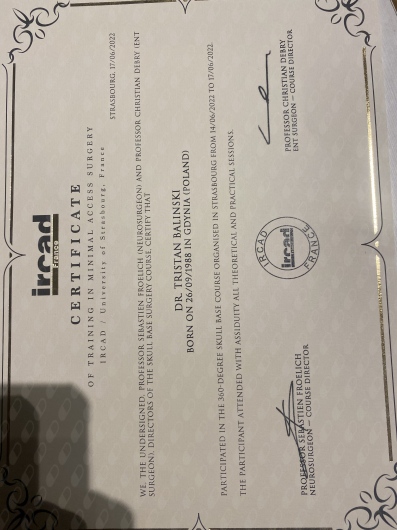 ircad
France
CERTIFICATE
OF TRAINING IN MINIMAL ACCESS SURGERY
IRCAD / University of Strasbourg, France
STRASBOURG, 17/06/2022
WE, THE UNDERSIGNED, PROFESSOR SEBASTIEN FROELICH (NEUROSURGEON) AND PROFESSOR CHRISTIAN DEBRY (ENT
SURGEON), DIRECTORS OF THE SKULL BASE SURGERY COURSE, CERTIFY THAT
DR. TRISTAN BALINSKI
BORN ON 26/09/1988 IN GDYNIA (POLAND)
PARTICIPATED IN THE 360-DEGREE SKULL BASE COURSE ORGANISED IN STRASBOURG FROM 14/06/2022 TO 17/06/2022.
THE PARTICIPANT ATTENDED WITH ASSIDUITY ALL THEORETICAL AND PRACTICAL SESSIONS.
PROFESSOR SEBASTIEN FROELICH
NEUROSURGEON – COURSE DIRECTOR
IRCAD
ircad
FRANCE
PROFESSOR CHRISTIAN DEBRY
ENT SURGEON – COURSE DIRECTOR